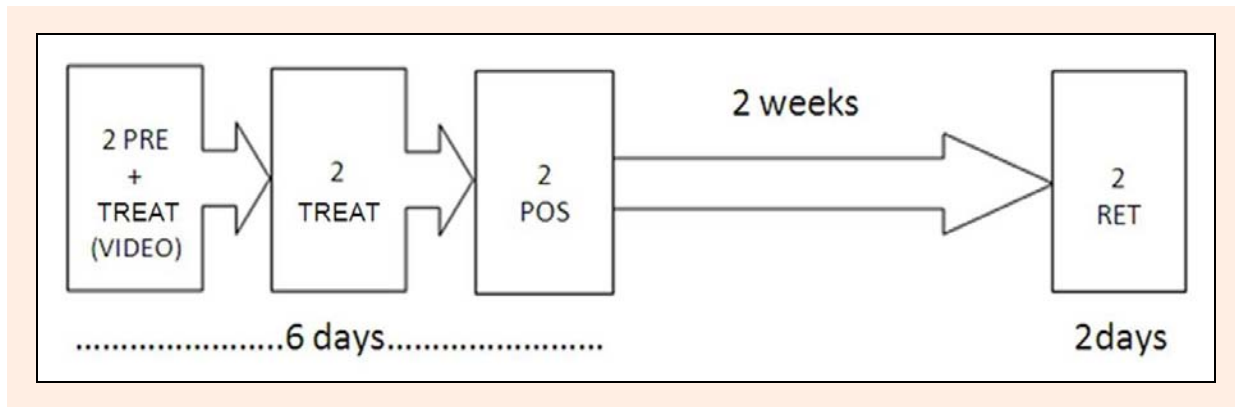 2 PRE
+
TREAT
(VIDEO)
2
TREAT
2
POS
2 weeks
2
RET
......................6 days........................
2days